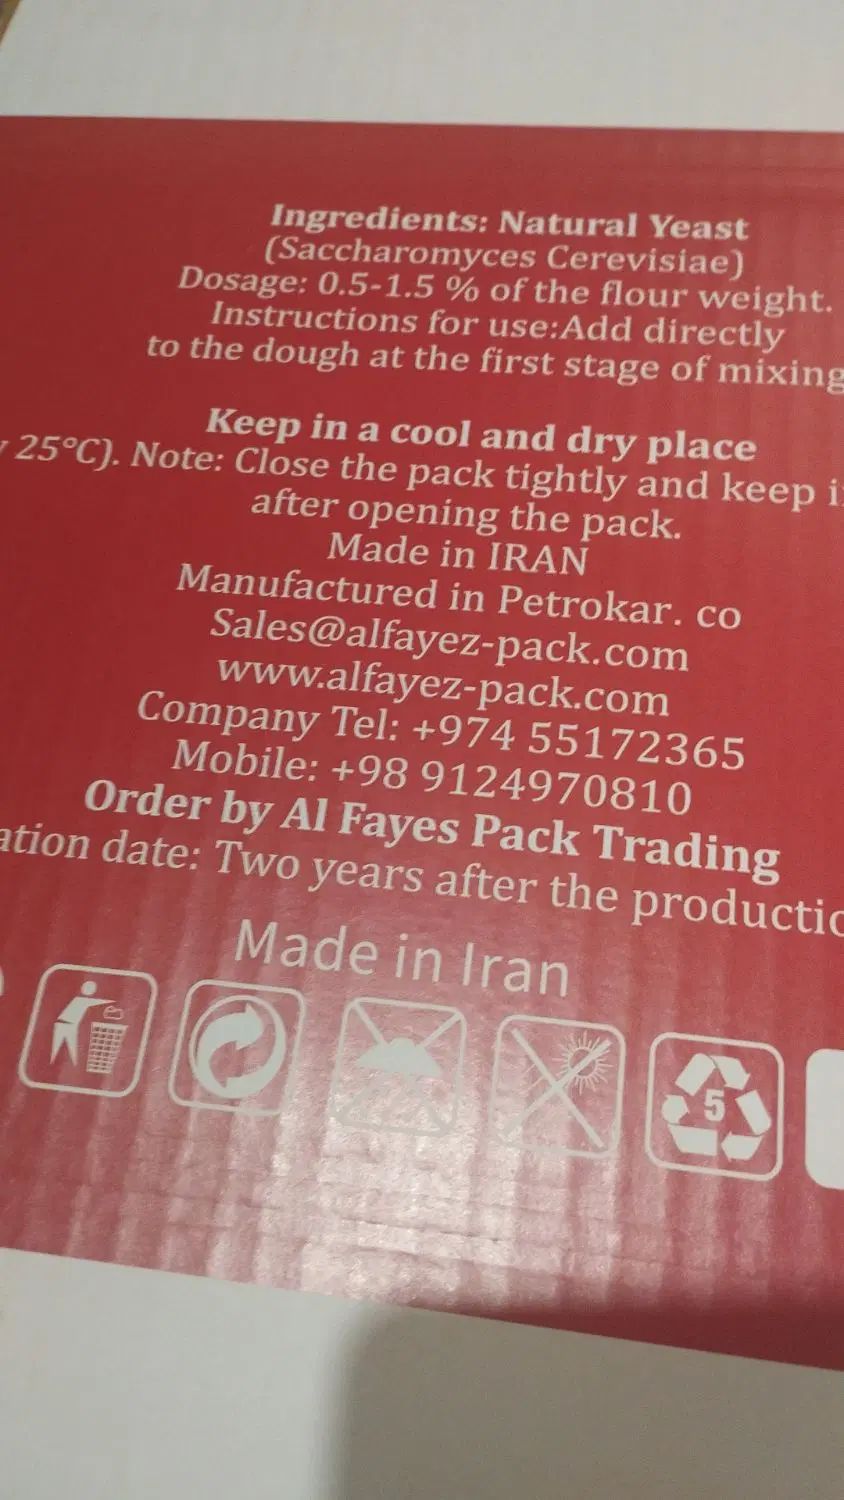 Ingredients: Natural Yeast
(Saccharomyces Cerevisiae)
Dosage: 0.5-1.5 % of the flour weight.
Instructions for use:Add directly
to the dough at the first stage of mixing
Keep in a cool and dry place
25°C). Note: Close the pack tightly and keep
after opening the pack.
Made in IRAN
Manufactured in Petrokar. co
Sales@alfayez-pack.com
www.alfayez-pack.com
Company Tel: +974 55172365
Mobile: +98 9124970810
Order by Al Fayes Pack Trading
date: Two years after the
Made in Iran
5